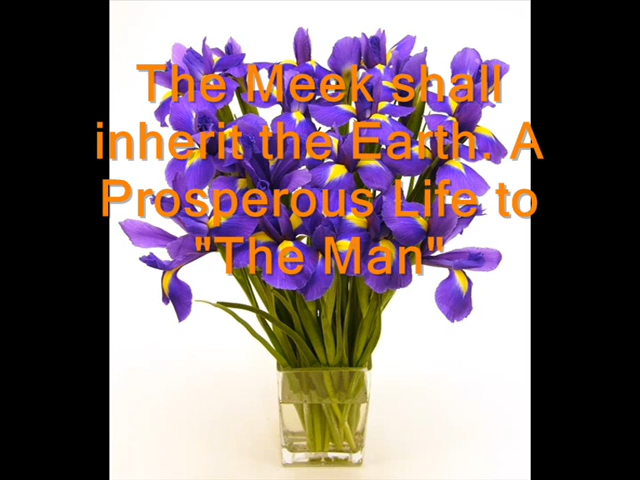 The Meek shall
inherit the Earth. A
Prosperous Life to
"The Man"